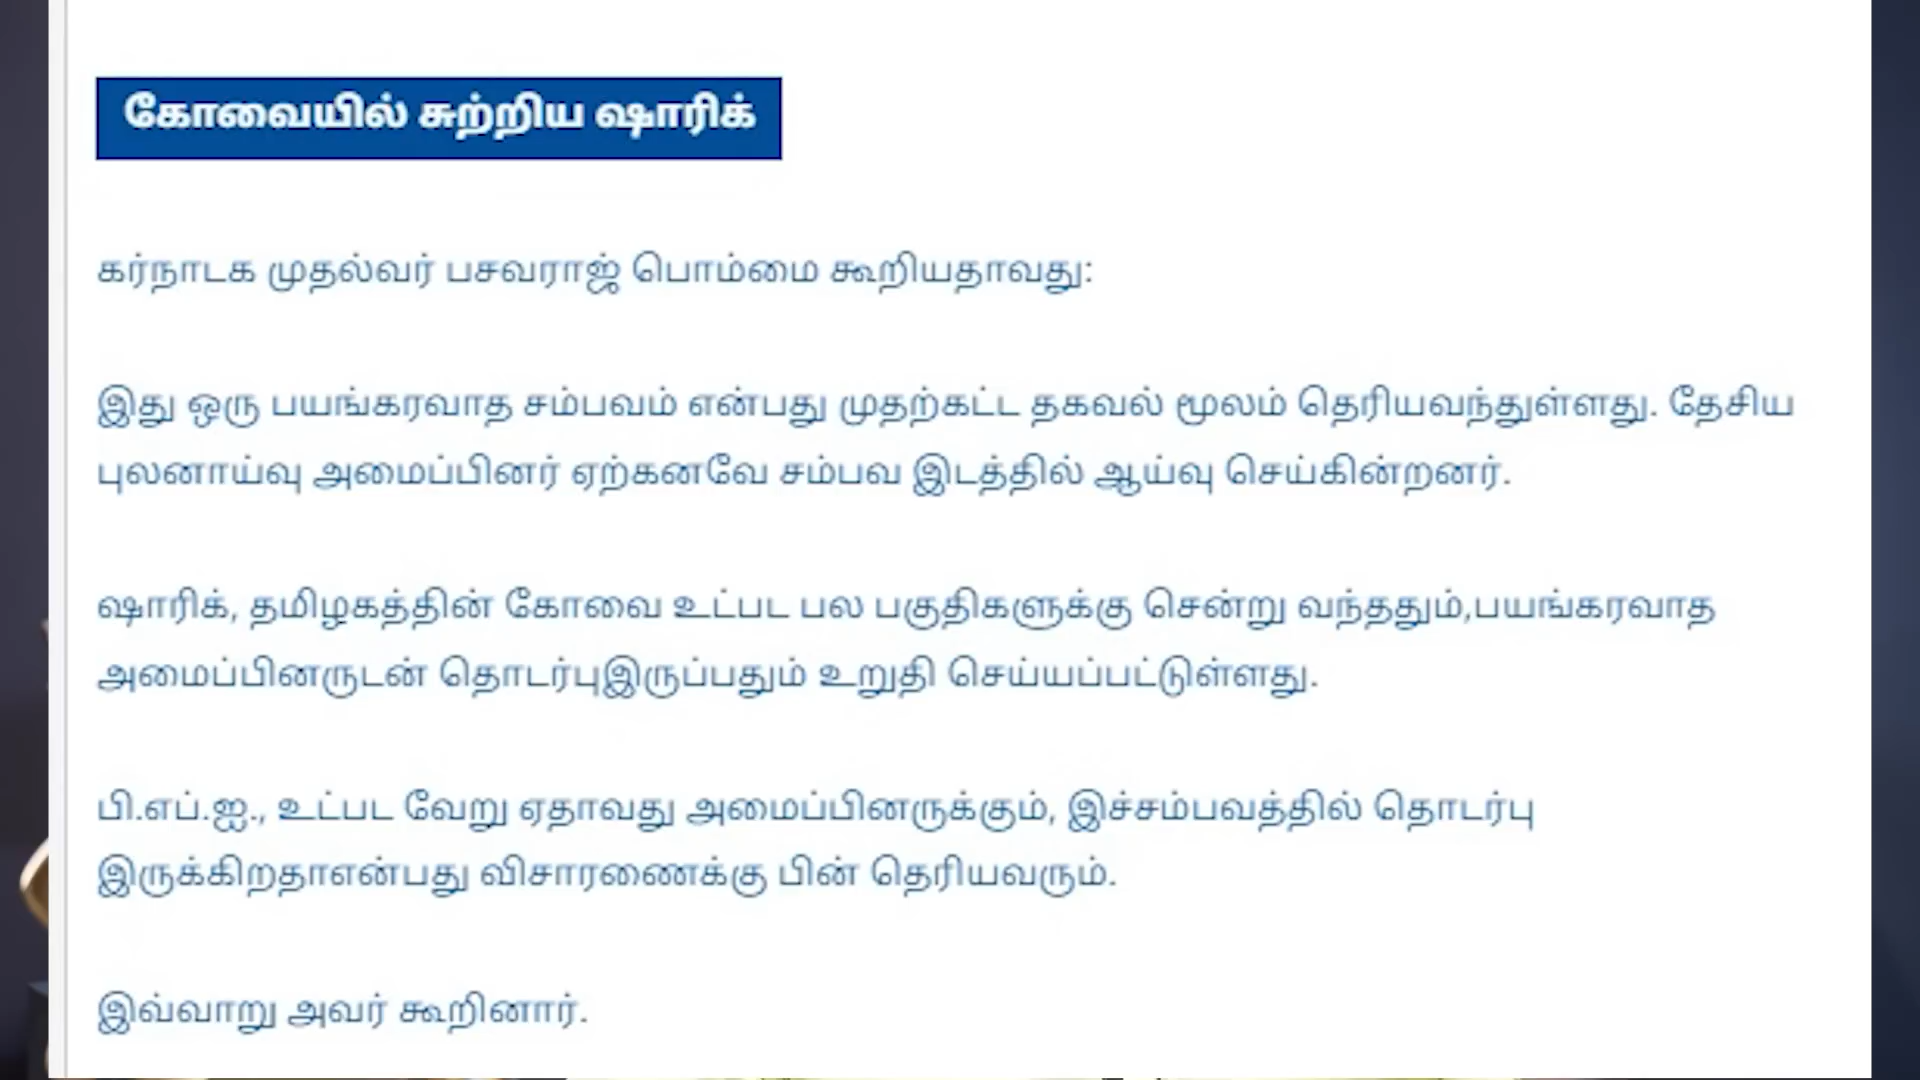 கோவையில் சுற்றிய ஷாரிக்
கர்நாடக முதல்வர் பசவராஜ் பொம்மை கூறியதாவது:
இது ஒரு பயங்கரவாத சம்பவம் என்பது முதற்கட்ட தகவல் மூலம் தெரியவந்துள்ளது. தேசிய
புலனாய்வு அமைப்பினர் ஏற்கனவே சம்பவ இடத்தில் ஆய்வு செய்கின்றனர்.
ஷாரிக், தமிழகத்தின் கோவை உட்பட பல பகுதிகளுக்கு சென்று வந்ததும்,பயங்கரவாத
அமைப்பினருடன் தொடர்புஇருப்பதும் உறுதி செய்யப்பட்டுள்ளது.
பி.எப்.ஐ., உட்பட வேறு ஏதாவது அமைப்பினருக்கும், இச்சம்பவத்தில் தொடர்பு
இருக்கிறதாஎன்பது விசாரணைக்கு பின் தெரியவரும்.
இவ்வாறு அவர் கூறினார்.